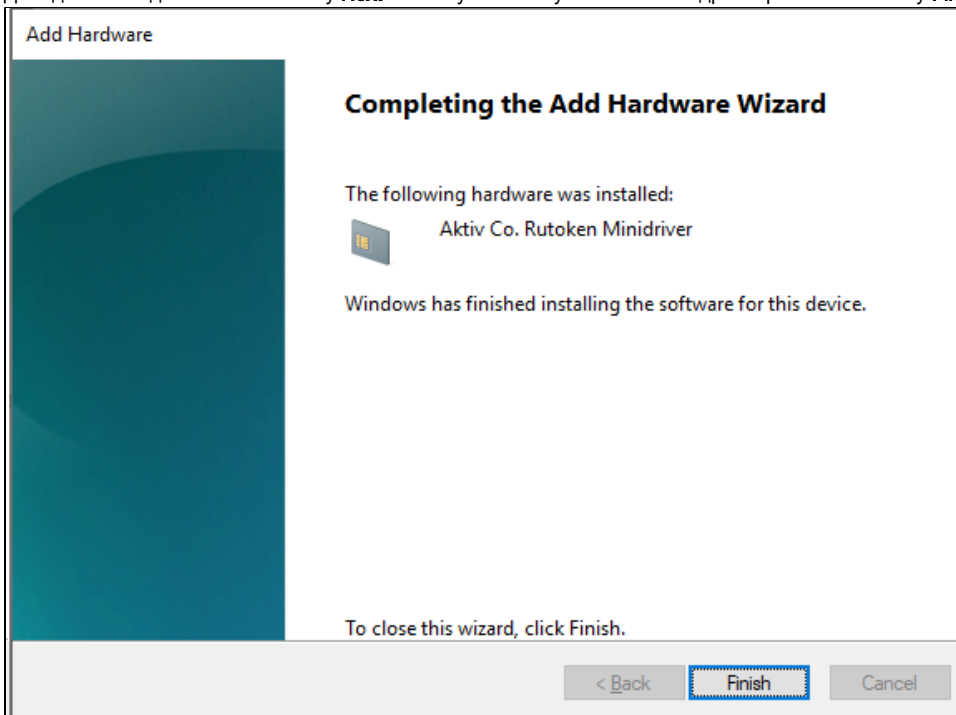 Add Hardware
Completing the Add Hardware Wizard
The following hardware was installed:
Aktiv Co. Rutoken Minidriver
Windows has finished installing the software for this device.
To close this wizard, click Finish.
< Back
Finish
Cancel